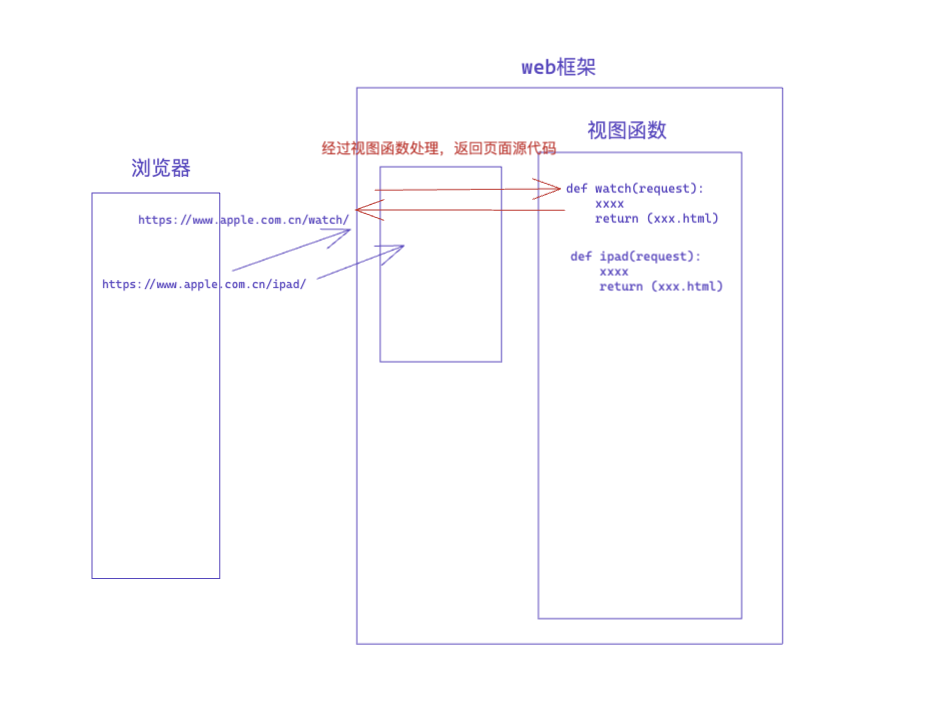 web框架
视图函数
经过视图函数处理，返回页面源代码
浏览器
def watch(request):
xxxx
return (xxx.html)
https://www.apple.com.cn/watch/
def ipad(request):
xxxx
return (xxx.html)
https://www.apple.com.cn/ipad/